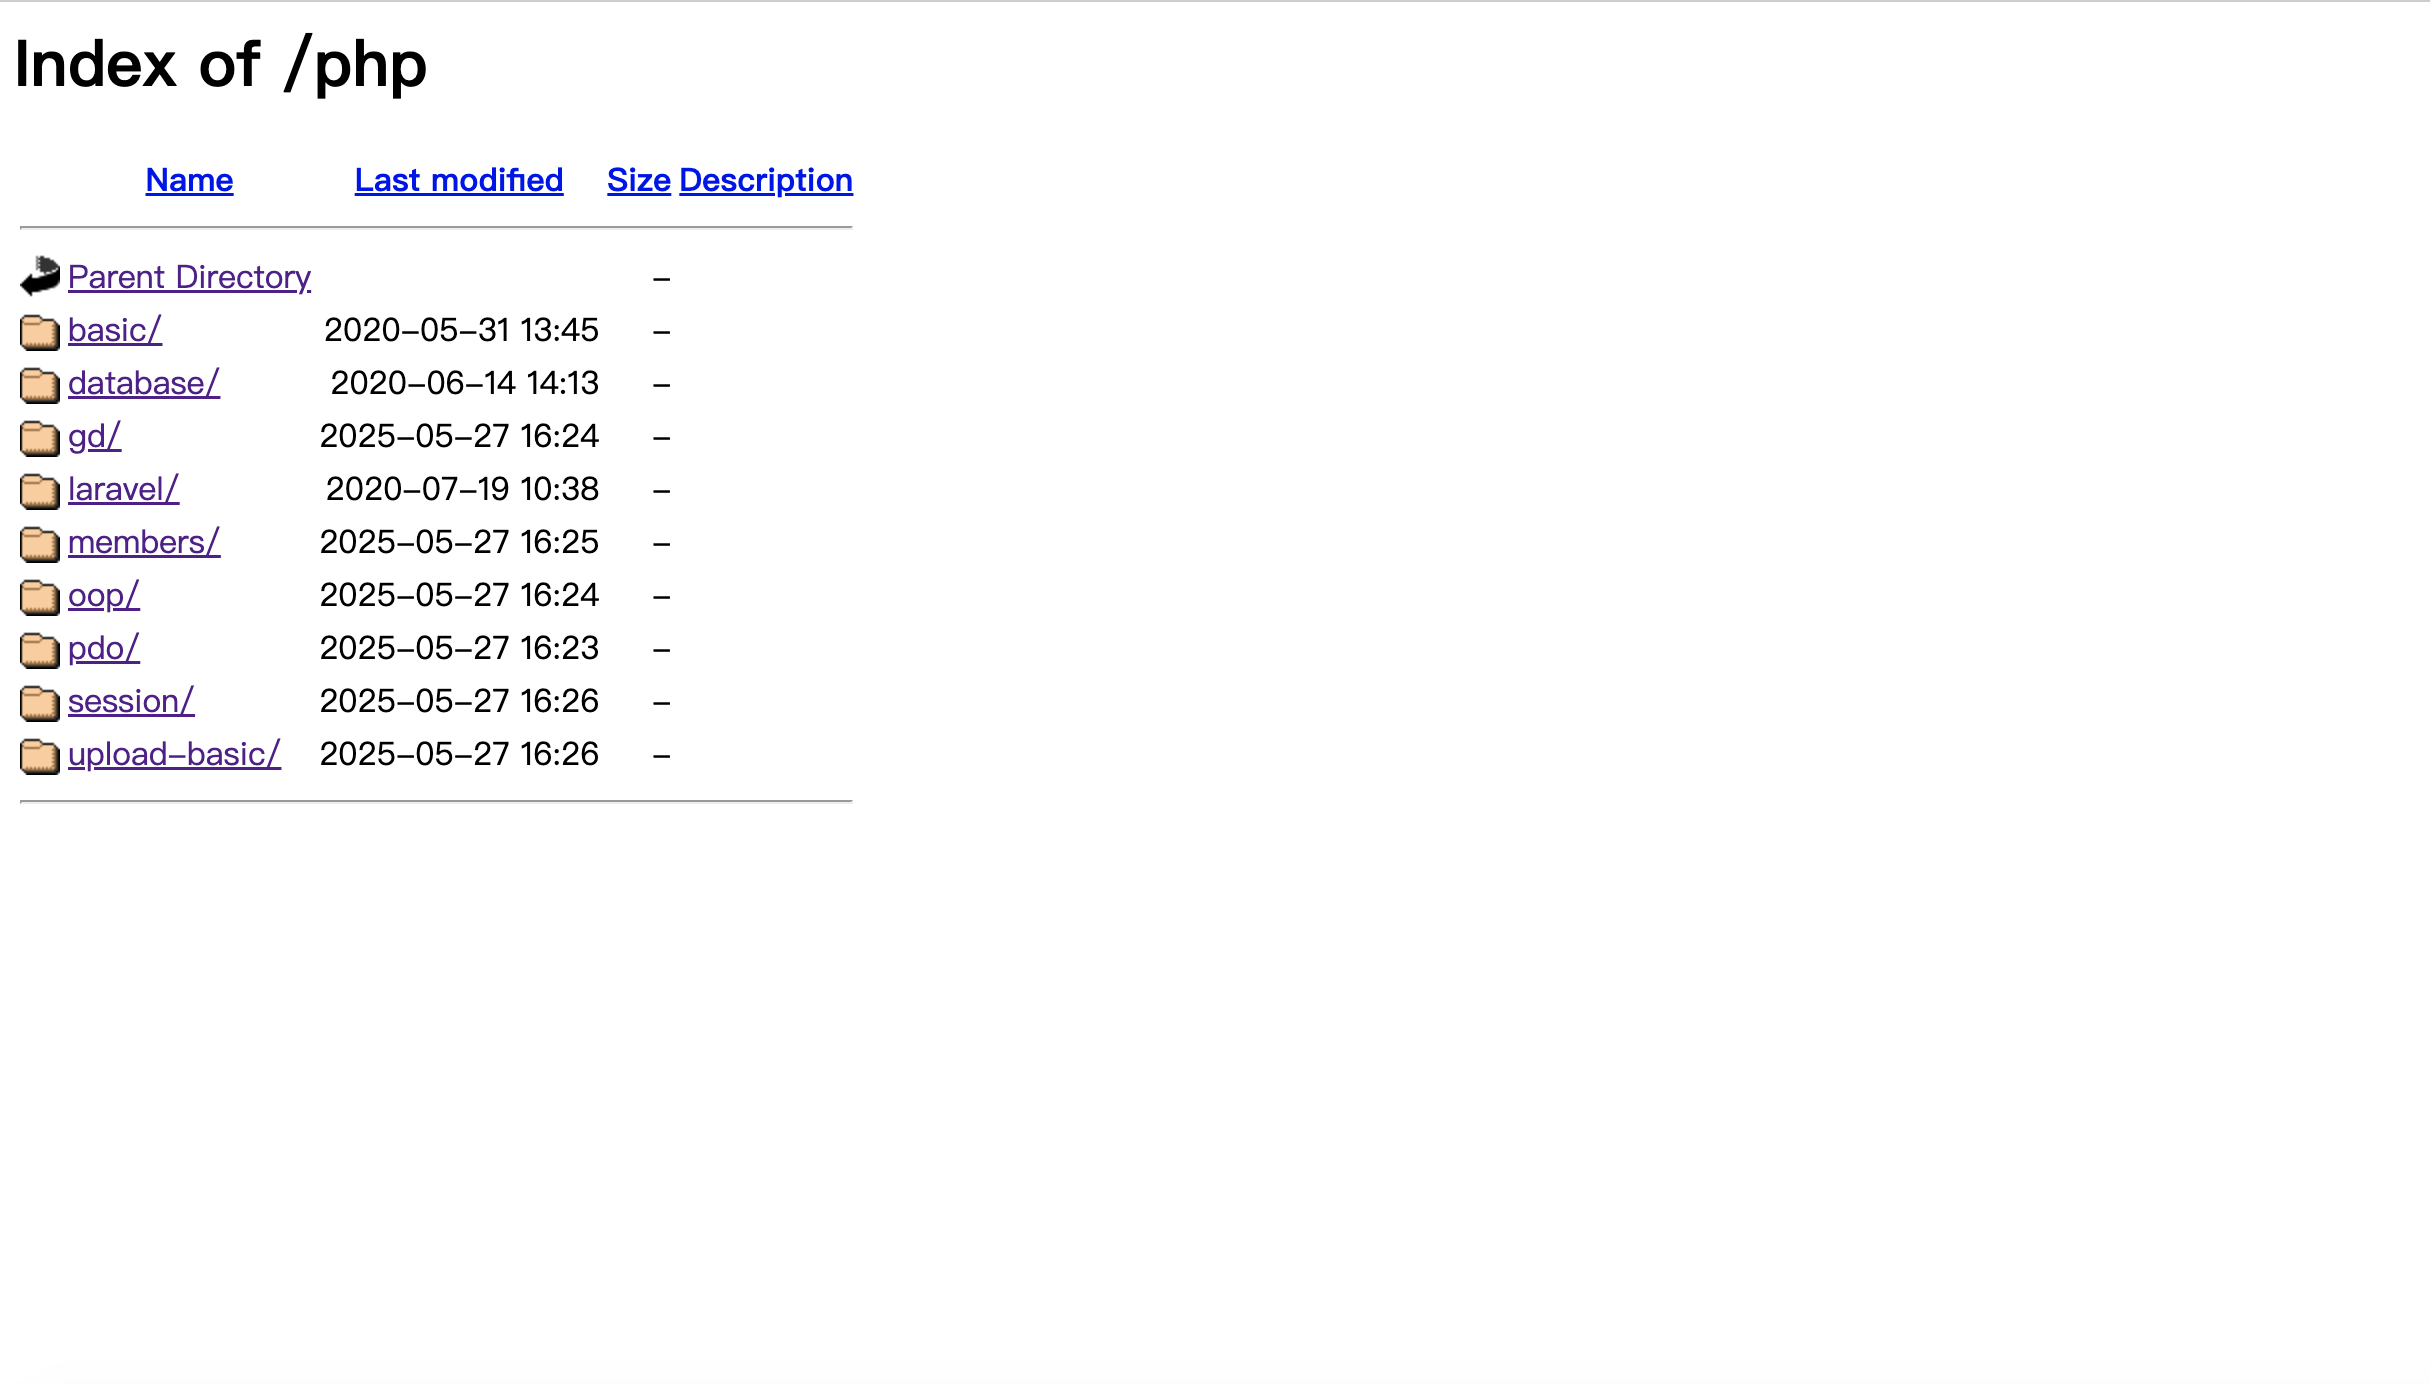 Index of /php
Name Last modified Size Description
Parent Directory -
basic/ 2020-05-31 13:45 -
database/ 2020-06-14 14:13 -
gd/ 2025-05-27 16:24 -
laravel/ 2020-07-19 10:38 -
members/ 2025-05-27 16:25 -
oop/ 2025-05-27 16:24 -
pdo/ 2025-05-27 16:23 -
session/ 2025-05-27 16:26 -
upload-basic/ 2025-05-27 16:26 -